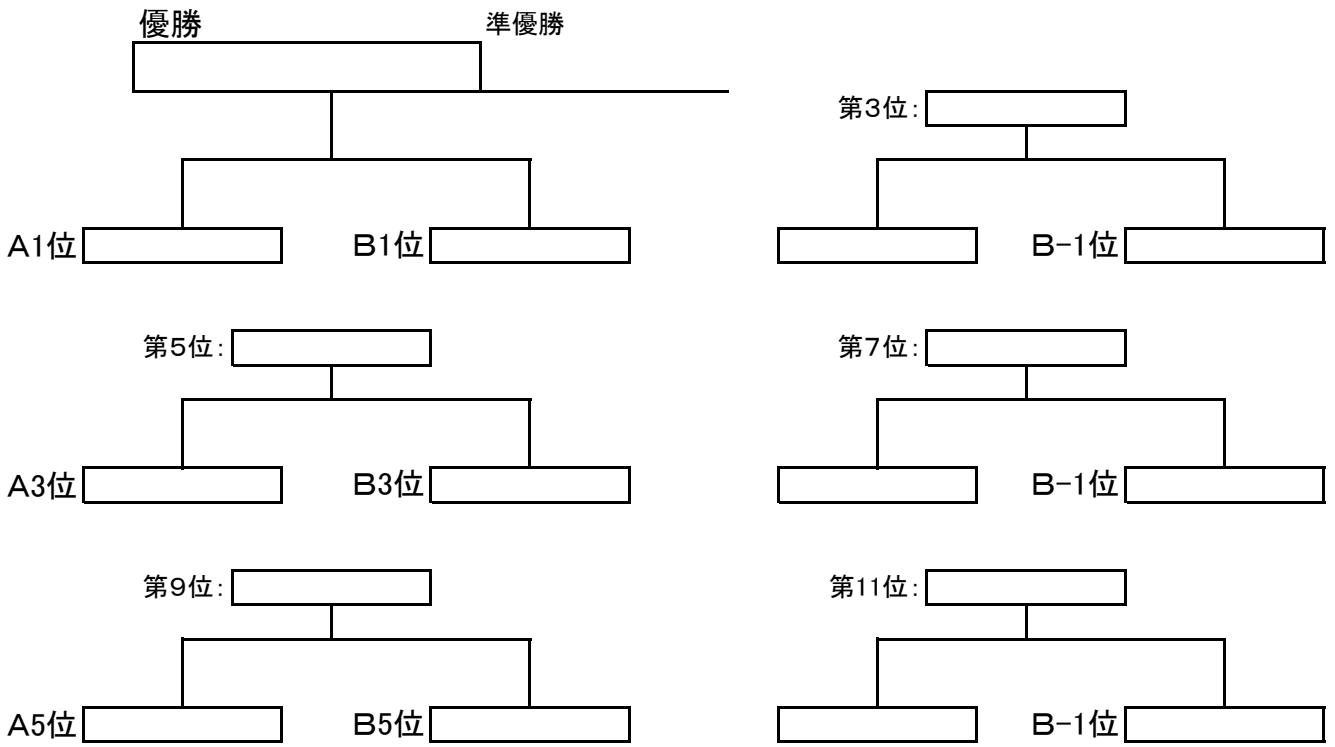 優勝 準優勝
第3位:
A1位 B1位 B-1位
第5位: 第7位:
A3位 B3位 B-1位
第9位: 第11位:
A5位 B5位 B-1位